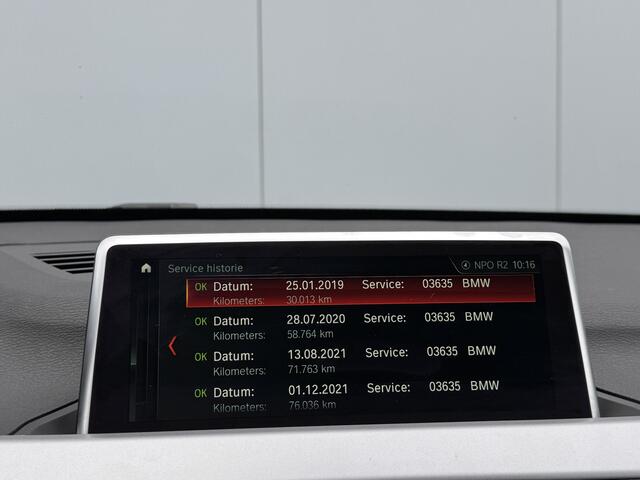 Service historie NPO R2 10:16
OK Datum: 25.01.2019 Service: 03635 BMW
Kilometers: 30.013 km
OK Datum: 28.07.2020 Service: 03635 BMW
Kilometers: 58.764 km
OK Datum: 13.08.2021 Service: 03635 BMW
Kilometers: 71.763 km
OK Datum: 01.12.2021 Service: 03635 BMW
Kilometers: 76.036 km